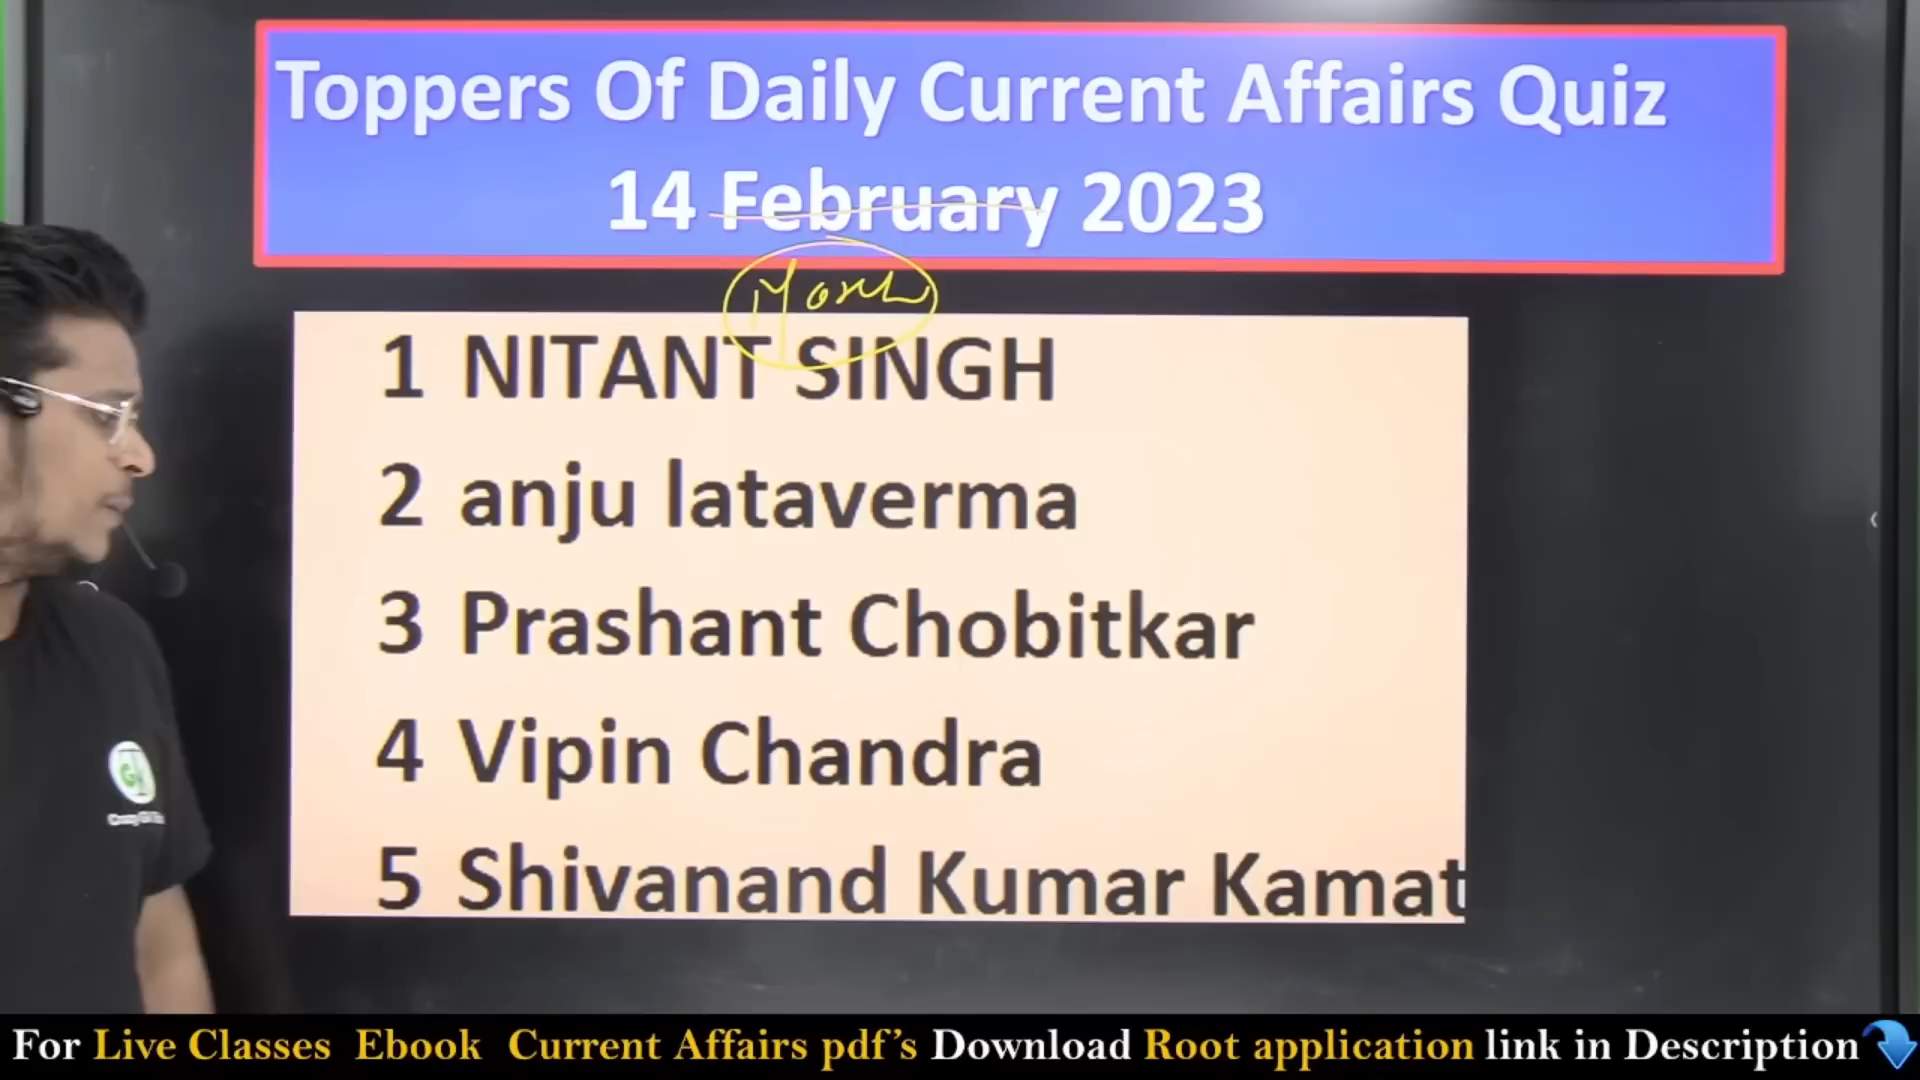 Toppers Of Daily Current Affairs Quiz
14 February 2023
March
1 NITANT SINGH
2 anju lataverma
3 Prashant Chobitkar
4 Vipin Chandra
5 Shivanand Kumar Kamat
For Live Classes Ebook Current Affairs pdf's Download Root application link in Description